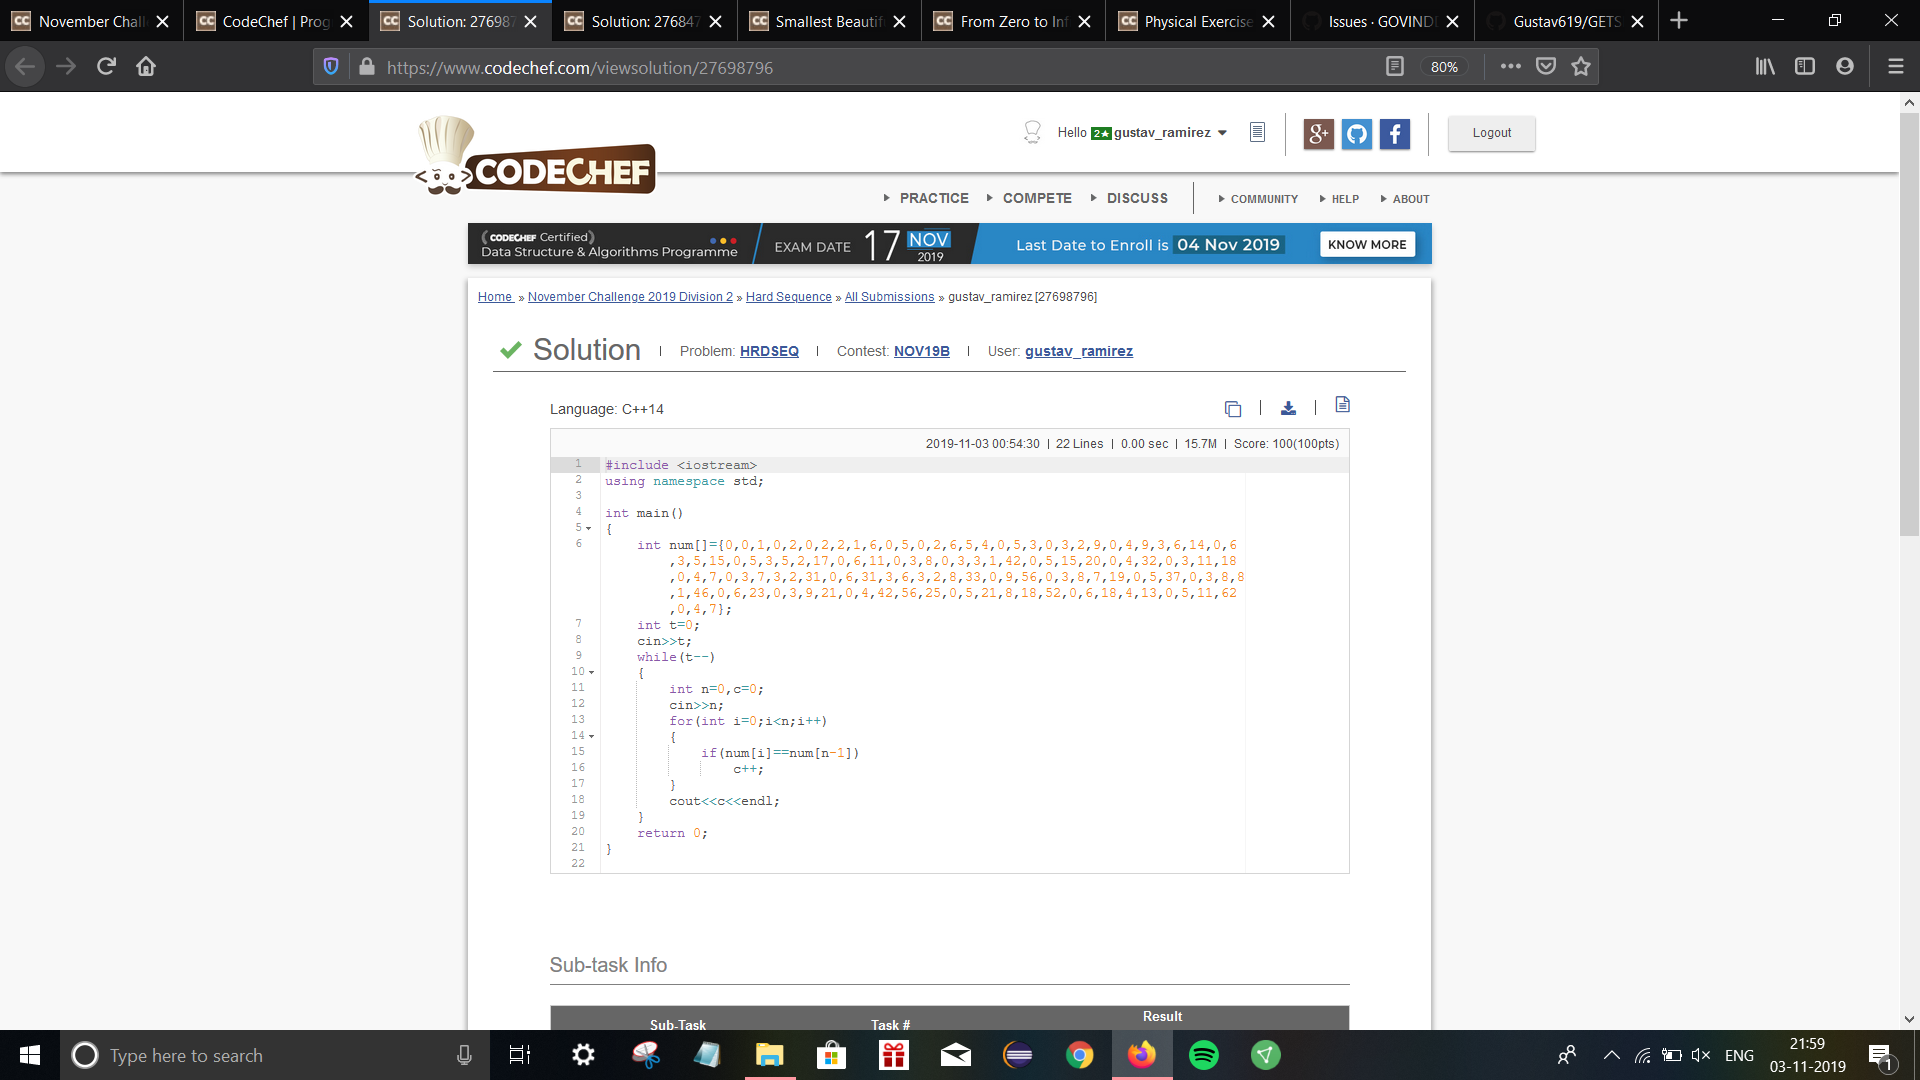 November Chall
CodeChef | Prog
Solution: 27698
Solution: 276847
Smallest Beautif
From Zero to Inf
Physical Exercise
Issues · GOVIND
Gustav619/GETS
https://www.codechef.com/viewsolution/27698796
80%
Hello 2★ gustav_ramirez
Logout
CODECHEF
PRACTICE COMPETE DISCUSS COMMUNITY HELP ABOUT
CODECHEF Certified
Data Structure & Algorithms Programme
EXAM DATE 17 NOV 2019
Last Date to Enroll is 04 Nov 2019
KNOW MORE
Home » November Challenge 2019 Division 2 » Hard Sequence » All Submissions » gustav_ramirez [27698796]
Solution | Problem: HRDSEQ | Contest: NOV19B | User: gustav_ramirez
Language: C++14
2019-11-03 00:54:30 | 22 Lines | 0.00 sec | 15.7M | Score: 100(100pts)
1 #include <iostream>
2 using namespace std;
3
4 int main()
5 {
6 int num[]={0,0,1,0,2,0,2,2,1,6,0,5,0,2,6,5,4,0,5,3,0,3,2,9,0,4,9,3,6,14,0,6
,3,5,15,0,5,3,5,2,17,0,6,11,0,3,8,0,3,3,1,42,0,5,15,20,0,4,32,0,3,11,18
,0,4,7,0,3,7,3,2,31,0,6,31,3,6,3,2,8,33,0,9,56,0,3,8,7,19,0,5,37,0,3,8,8
,1,46,0,6,23,0,3,9,21,0,4,42,56,25,0,5,21,8,18,52,0,6,18,4,13,0,5,11,62
,0,4,7};
7 int t=0;
8 cin>>t;
9 while(t--)
10 {
11 int n=0,c=0;
12 cin>>n;
13 for(int i=0;i<n;i++)
14 {
15 if(num[i]==num[n-1])
16 c++;
17 }
18 cout<<c<<endl;
19 }
20 return 0;
21 }
22
Sub-task Info
Sub-Task Task # Result
Type here to search
ENG
21:59
03-11-2019
1